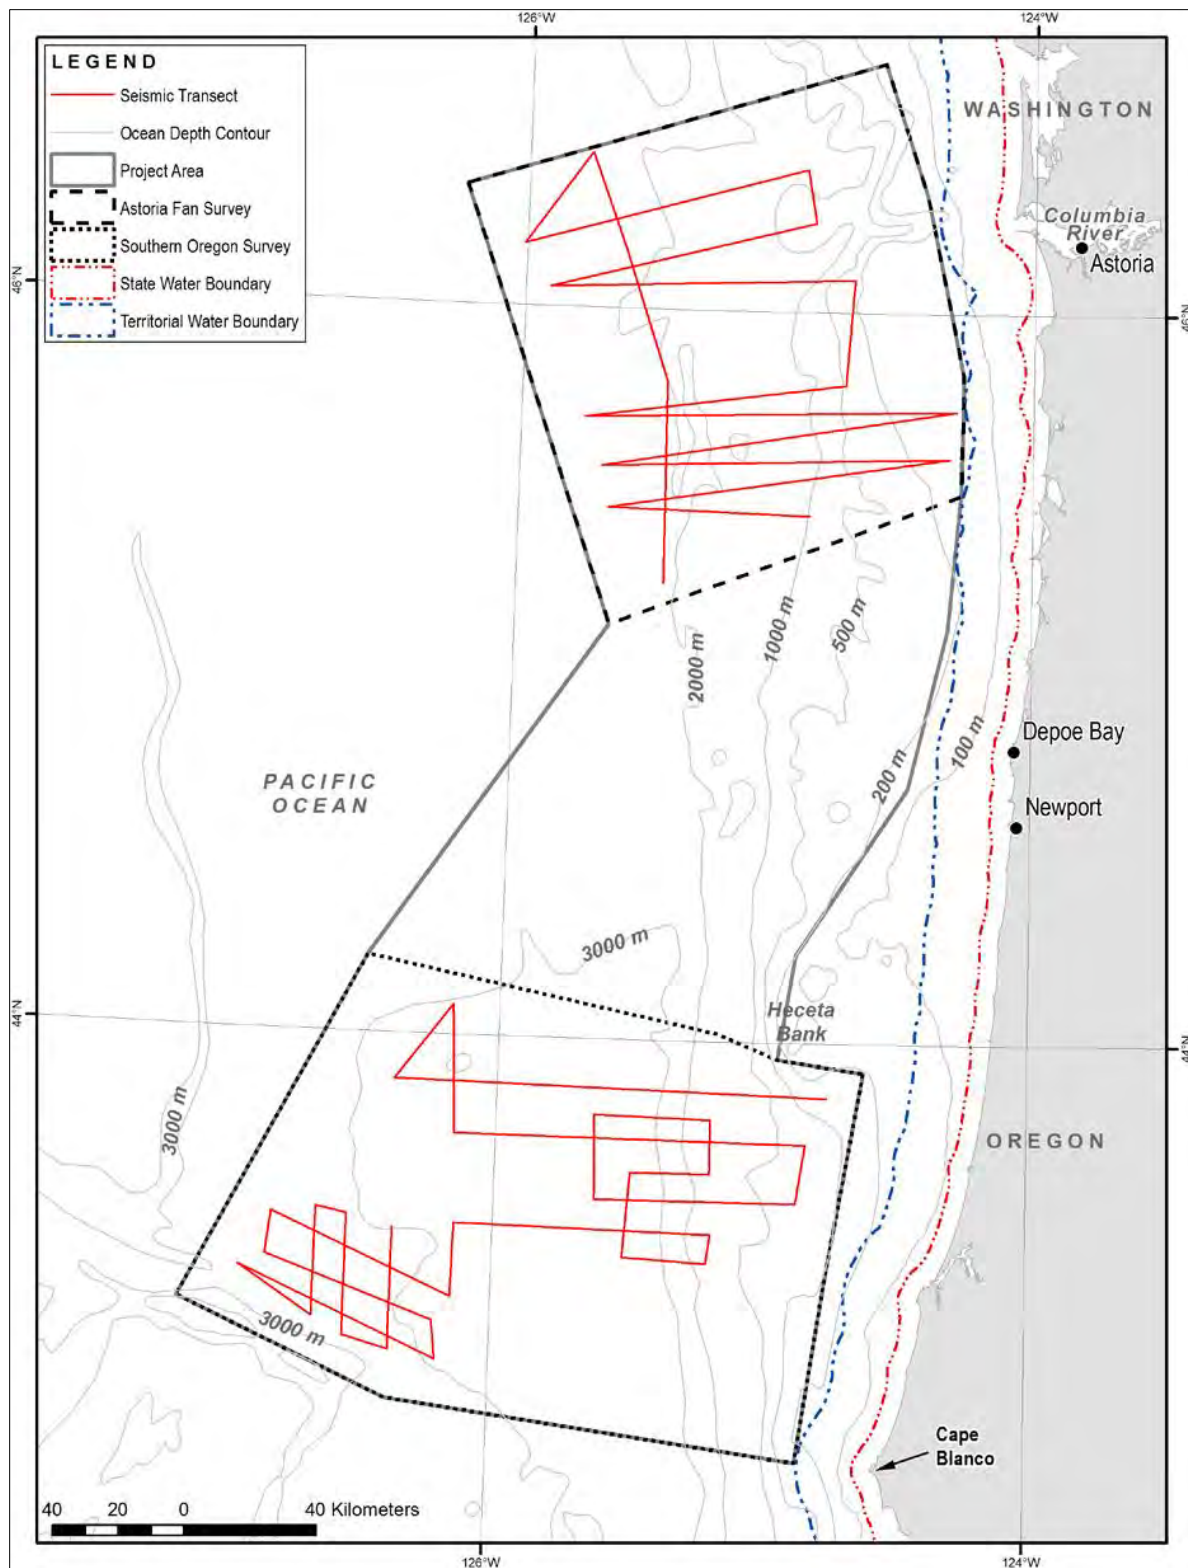 126°W
124°W
LEGEND
Seismic Transect
Ocean Depth Contour
Project Area
Astoria Fan Survey
Southern Oregon Survey
State Water Boundary
Territorial Water Boundary
WASHINGTON
Columbia
River
Astoria
46°N
46°N
2000 m
1000 m
500 m
200 m
100 m
Depoe Bay
Newport
PACIFIC
OCEAN
3000 m
Heceta
Bank
44°N
44°N
3000 m
OREGON
3000 m
Cape
Blanco
40 20 0 40 Kilometers
126°W
124°W